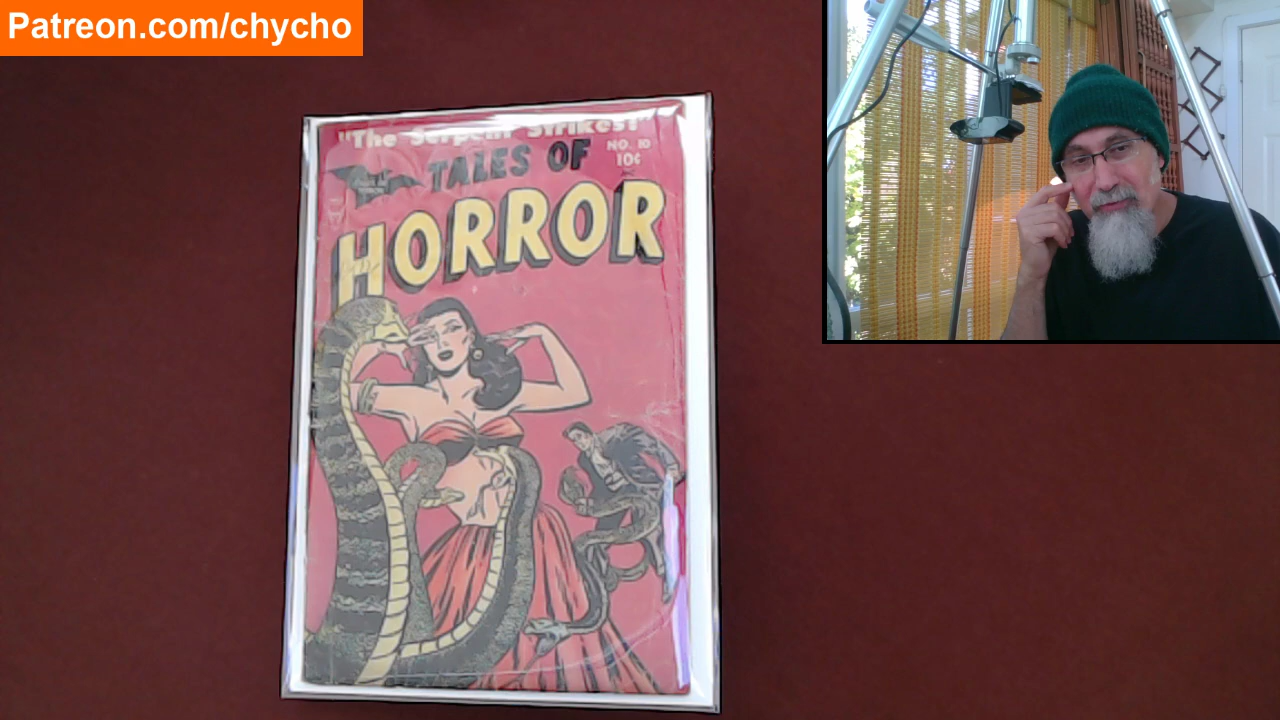 Patreon.com/chycho
"The Serpent Strikes!"
TALES OF
NO. 10
10¢
HORROR